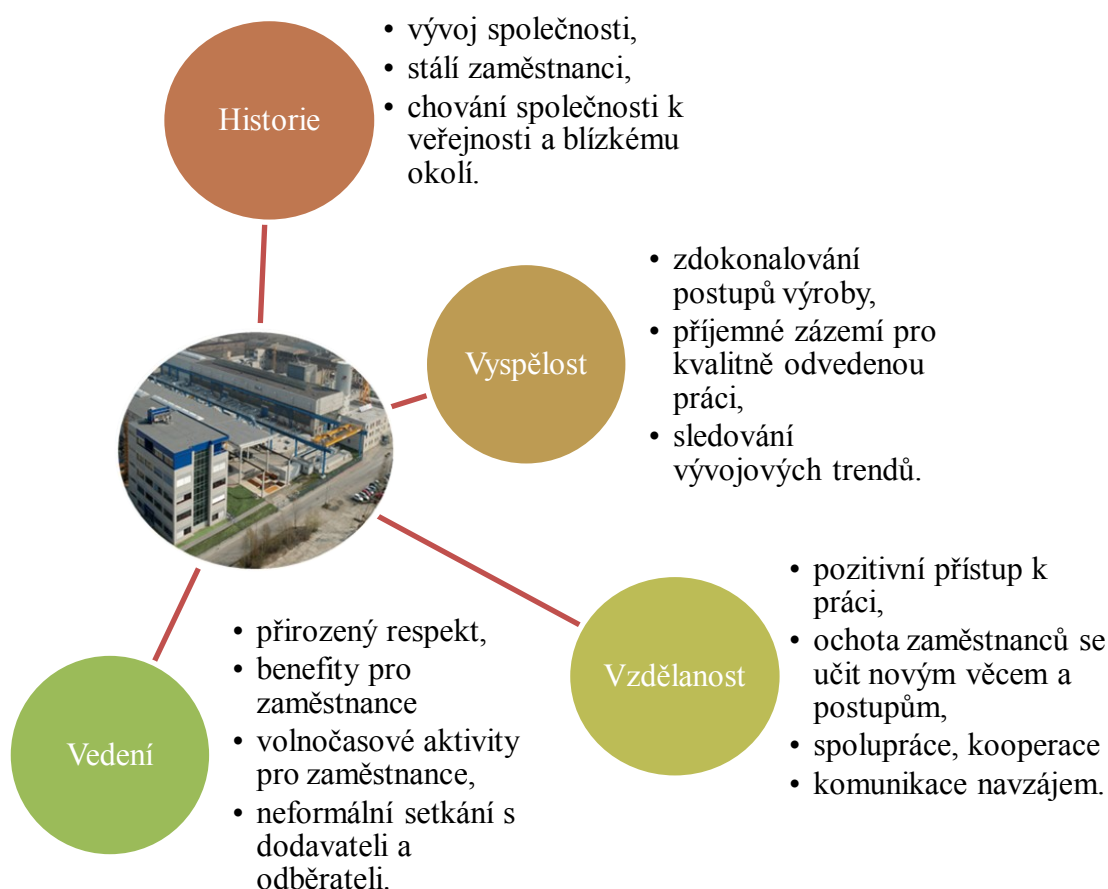 Historie
• vývoj společnosti,
• stálí zaměstnanci,
• chování společnosti k
veřejnosti a blízkému
okolí.
Vyspělost
• zdokonalování
postupů výroby,
• příjemné zázemí pro
kvalitně odvedenou
práci,
• sledování
vývojových trendů.
Vzdělanost
• pozitivní přístup k
práci,
• ochota zaměstnanců se
učit novým věcem a
postupům,
• spolupráce, kooperace
• komunikace navzájem.
Vedení
• přirozený respekt,
• benefity pro
zaměstnance
• volnočasové aktivity
pro zaměstnance,
• neformální setkání s
dodavateli a
odběrateli.